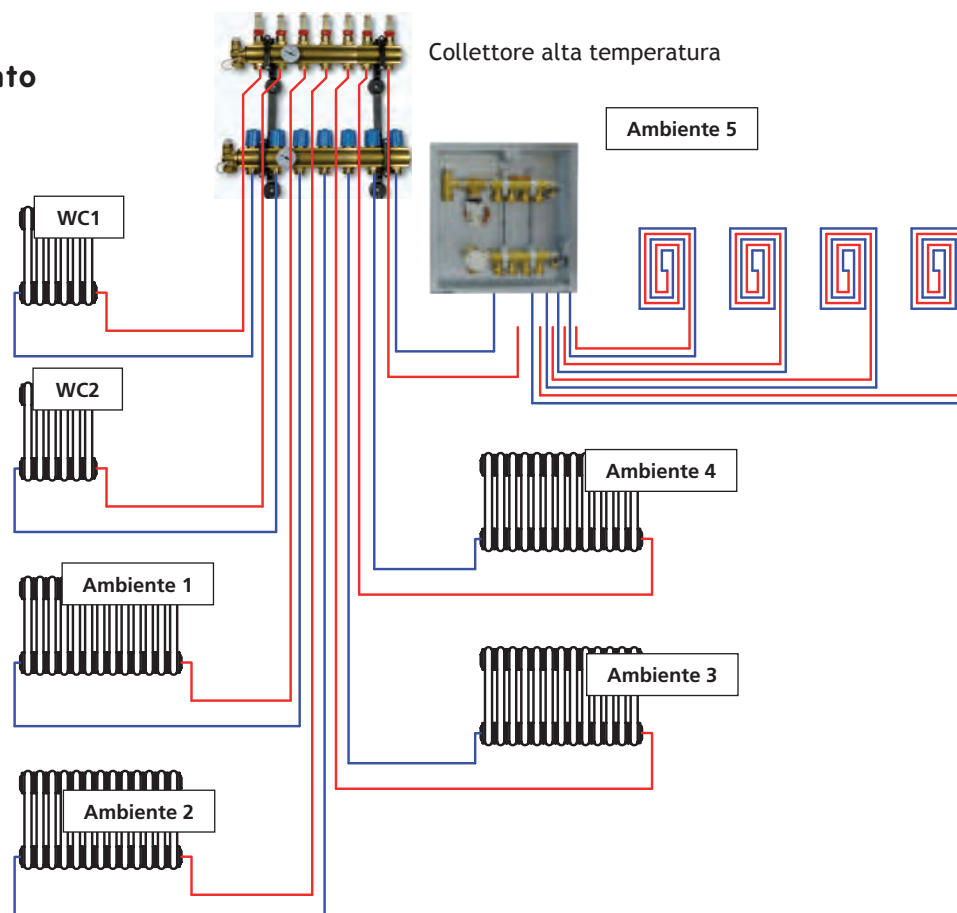 nto
Collettore alta temperatura
Ambiente 5
WC1
WC2
Ambiente 4
Ambiente 1
Ambiente 3
Ambiente 2